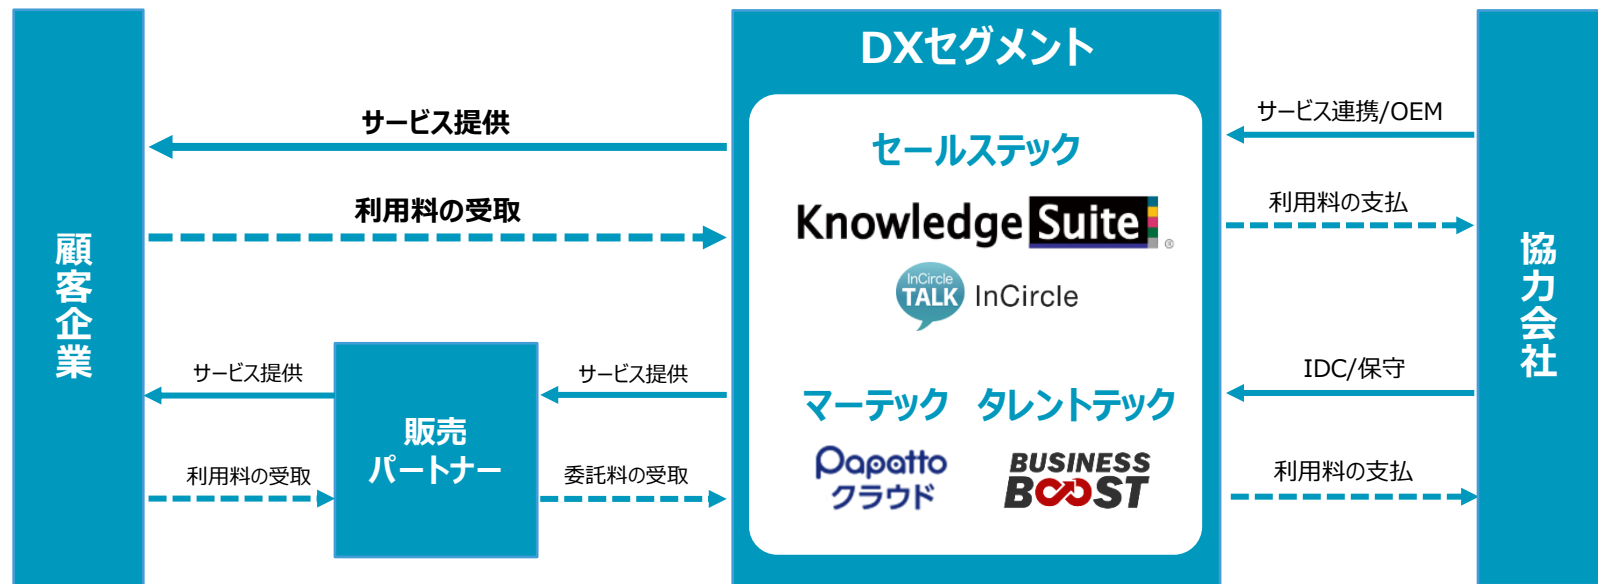 DXセグメント
サービス提供
利用料の受取
顧客企業
サービス提供
利用料の受取
販売
パートナー
サービス提供
委託料の受取
セールステック
Knowledge Suite ®
InCircle
TALK
InCircle
マーテック
タレントテック
Papatto
クラウド
BUSINESS
BOOST
サービス連携/OEM
利用料の支払
IDC/保守
利用料の支払
協力会社